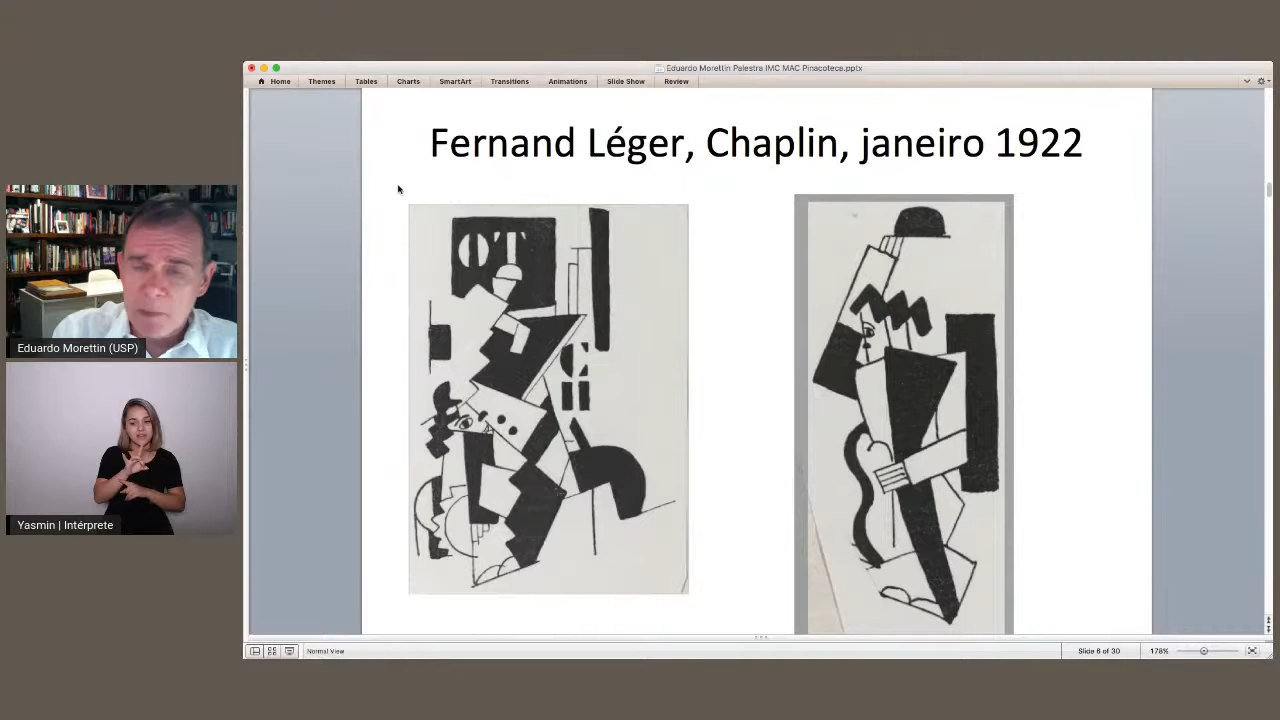 Eduardo Morettin Palestra IMC MAC Pinacoteca.pptx
Home Themes Tables Charts SmartArt Transitions Animations Slide Show Review
Fernand Léger, Chaplin, janeiro 1922
OT
C
Eduardo Morettin (USP)
Yasmin | Intérprete
Normal View
Slide 8 of 30
178%